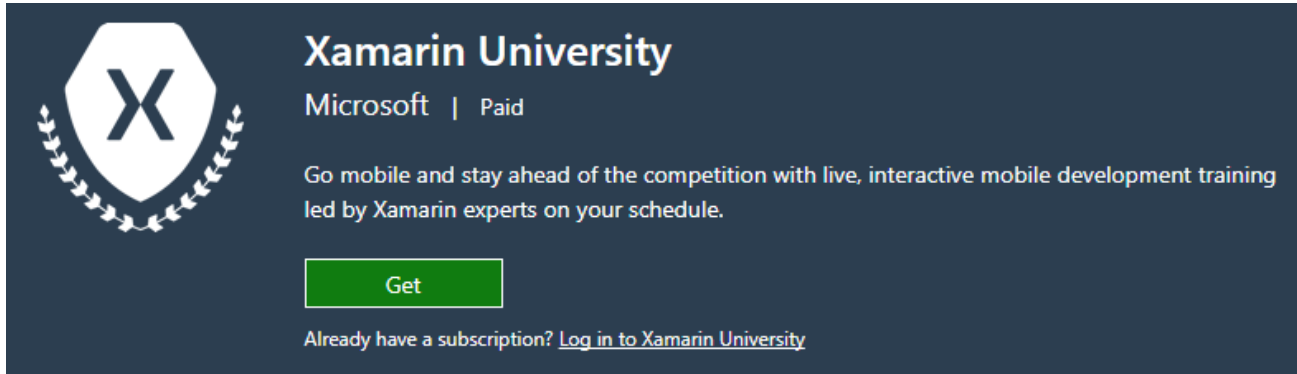 X
Xamarin University
Microsoft | Paid
Go mobile and stay ahead of the competition with live, interactive mobile development training
led by Xamarin experts on your schedule.
Get
Already have a subscription? Log in to Xamarin University